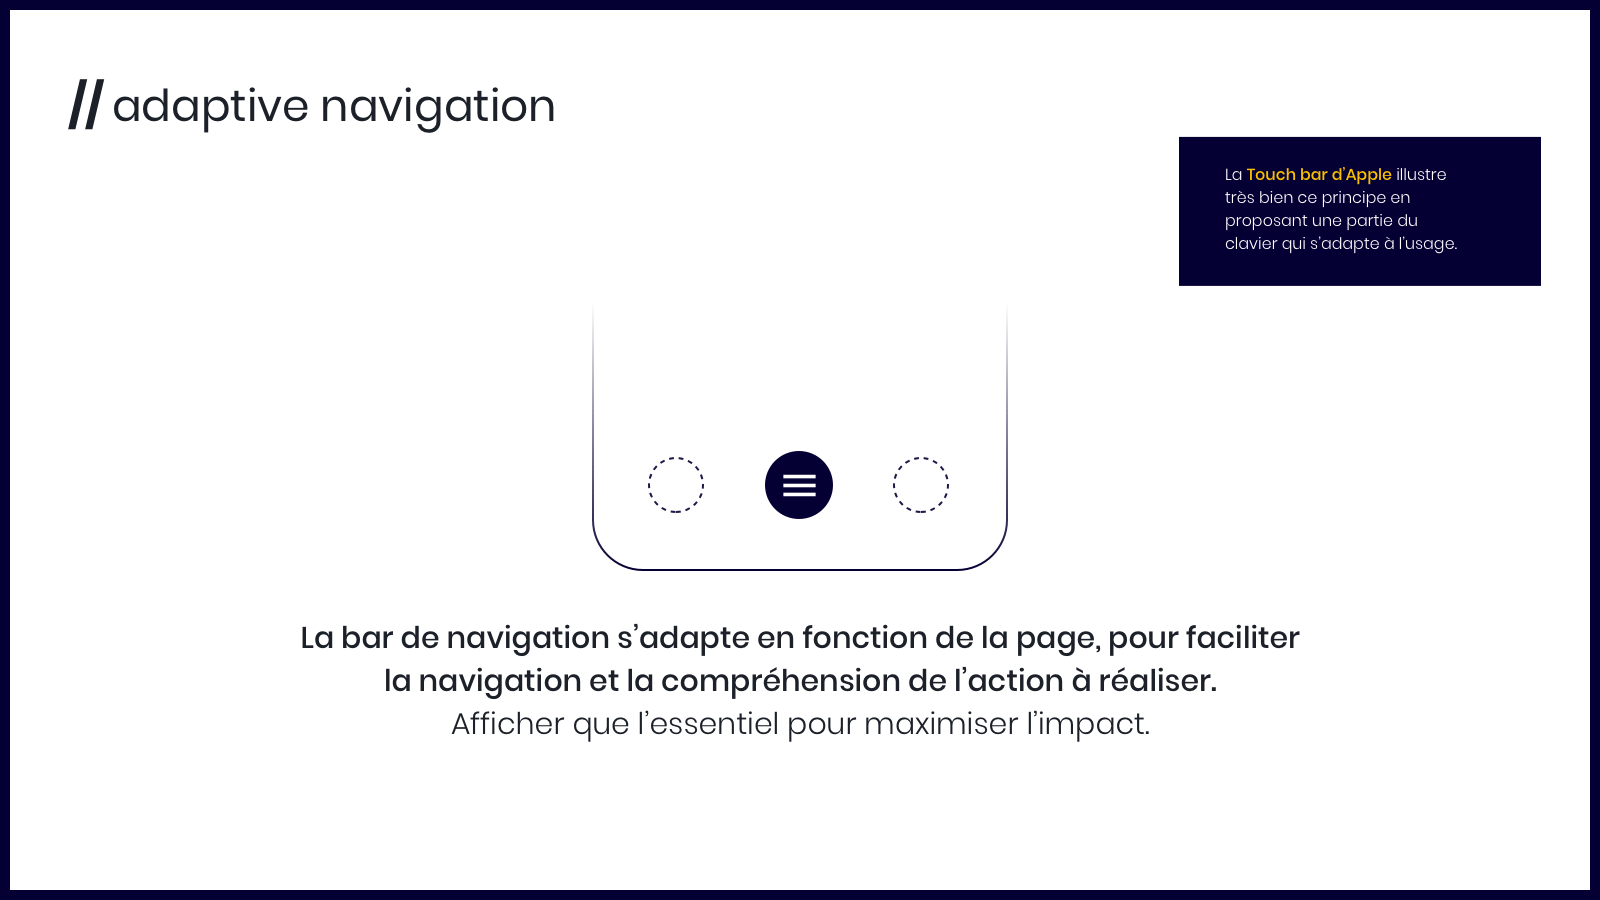 // adaptive navigation
La Touch bar d’Apple illustre
très bien ce principe en
proposant une partie du
clavier qui s’adapte à l’usage.
La bar de navigation s’adapte en fonction de la page, pour faciliter
la navigation et la compréhension de l’action à réaliser.
Afficher que l’essentiel pour maximiser l’impact.